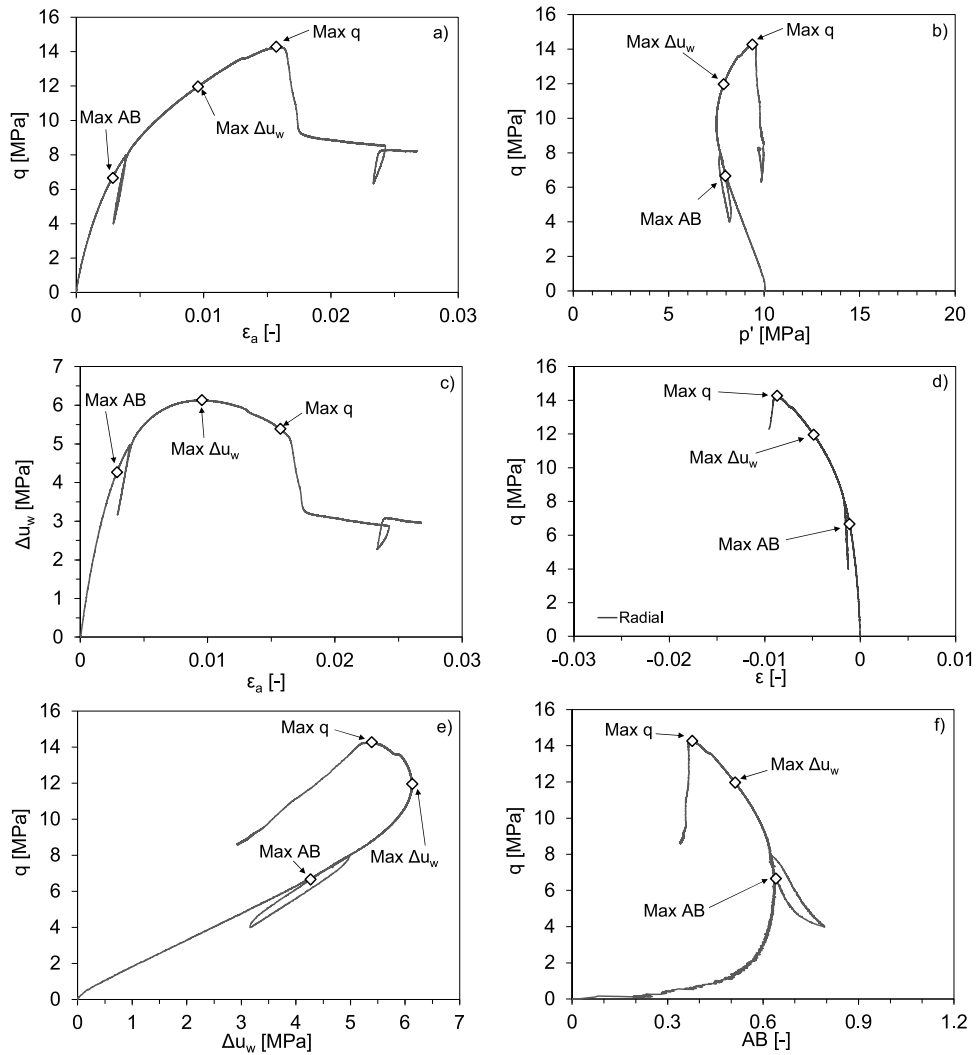 a)
16
14
12
10
8
6
4
2
0
q [MPa]
Max q
Max Δu_w
Max AB
0 0.01 0.02 0.03
ε_a [-]
b)
16
14
12
10
8
6
4
2
0
q [MPa]
Max q
Max Δu_w
Max AB
0 5 10 15 20
p' [MPa]
c)
7
6
5
4
3
2
1
0
Δu_w [MPa]
Max AB
Max q
Max Δu_w
0 0.01 0.02 0.03
ε_a [-]
d)
16
14
12
10
8
6
4
2
0
q [MPa]
Max q
Max Δu_w
Max AB
Radial
-0.03 -0.02 -0.01 0 0.01
ε [-]
e)
16
14
12
10
8
6
4
2
0
q [MPa]
Max q
Max AB
Max Δu_w
0 1 2 3 4 5 6 7
Δu_w [MPa]
f)
16
14
12
10
8
6
4
2
0
q [MPa]
Max q
Max Δu_w
Max AB
0 0.3 0.6 0.9 1.2
AB [-]